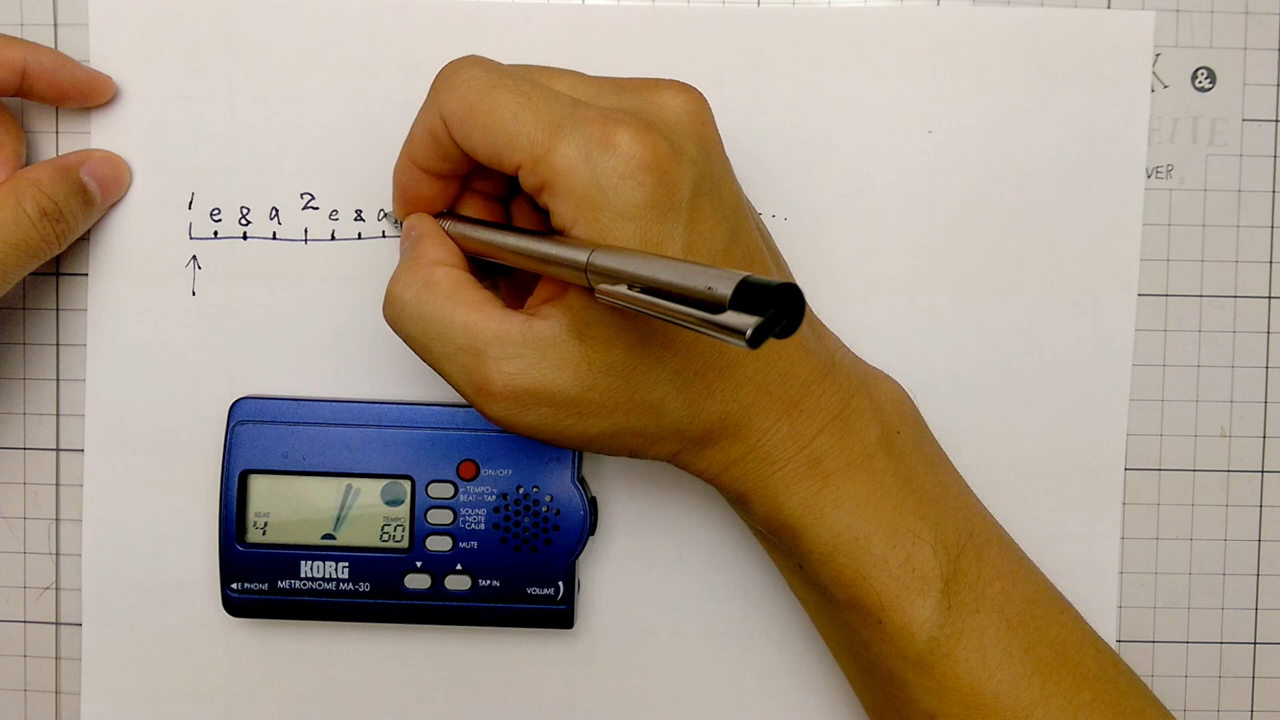 1 e & a 2 e & a ...
K &
VER
ON/OFF
TEMPO
BEAT-TAP
SOUND
NOTE
CALIB
MUTE
BEAT TEMPO
4 60
KORG
METRONOME MA-30
E PHONE
▼ ▲ TAP IN
VOLUME